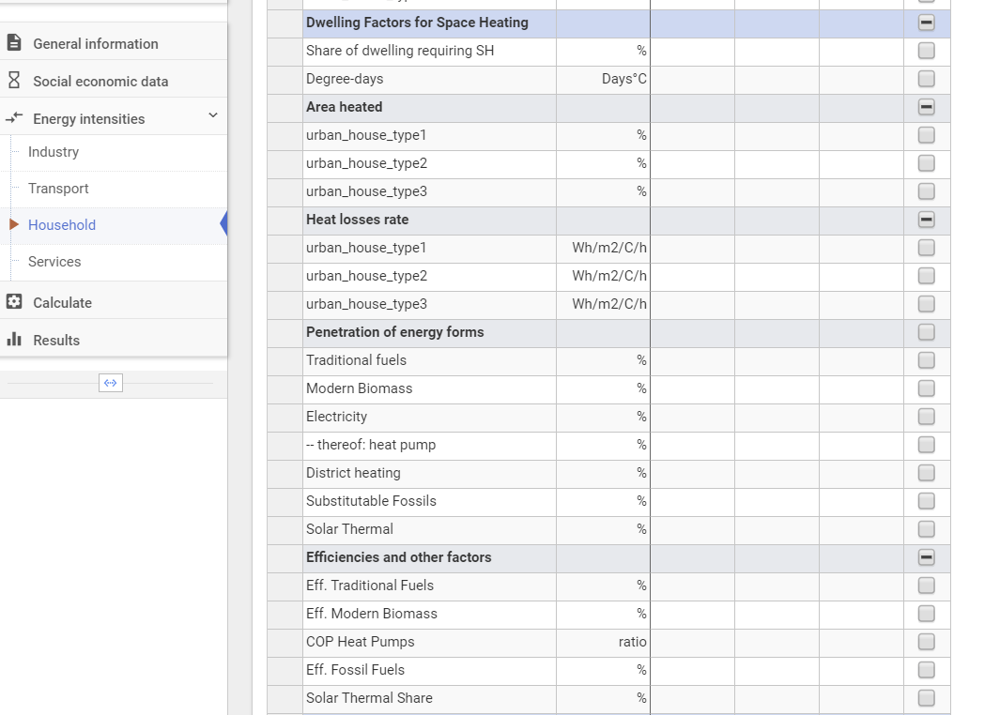 General information
Social economic data
Energy intensities
Industry
Transport
Household
Services
Calculate
Results
Dwelling Factors for Space Heating
Share of dwelling requiring SH %
Degree-days Days°C
Area heated
urban_house_type1 %
urban_house_type2 %
urban_house_type3 %
Heat losses rate
urban_house_type1 Wh/m2/C/h
urban_house_type2 Wh/m2/C/h
urban_house_type3 Wh/m2/C/h
Penetration of energy forms
Traditional fuels %
Modern Biomass %
Electricity %
-- thereof: heat pump %
District heating %
Substitutable Fossils %
Solar Thermal %
Efficiencies and other factors
Eff. Traditional Fuels %
Eff. Modern Biomass %
COP Heat Pumps ratio
Eff. Fossil Fuels %
Solar Thermal Share %